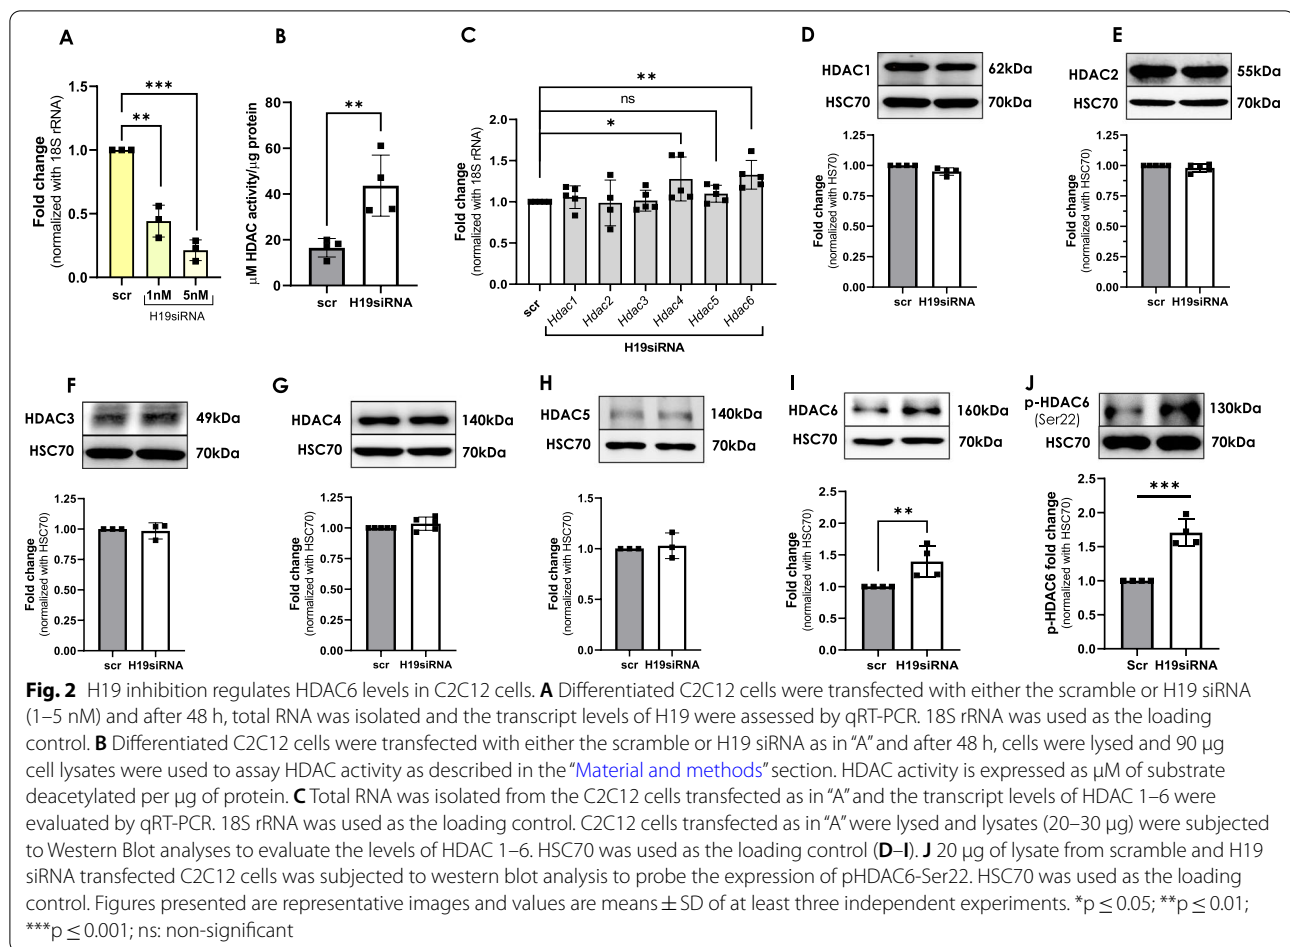 A
Fold change
(normalized with 18S rRNA)
1.5
1.0
0.5
0.0
***
**
scr
1nM
5nM
H19siRNA
B
µM HDAC activity/µg protein
80
60
40
20
0
**
scr
H19siRNA
C
Fold change
(normalized with 18S rRNA)
2.0
1.5
1.0
0.5
0.0
**
ns
*
scr
Hdac1
Hdac2
Hdac3
Hdac4
Hdac5
Hdac6
H19siRNA
D
HDAC1
62kDa
HSC70
70kDa
Fold change
(normalized with HS70)
1.25
1.00
0.75
0.50
0.25
0.00
scr
H19siRNA
E
HDAC2
55kDa
HSC70
70kDa
Fold change
(normalized with HSC70)
1.25
1.00
0.75
0.50
0.25
0.00
scr
H19siRNA
F
HDAC3
49kDa
HSC70
70kDa
Fold change
(normalized with HSC70)
1.25
1.00
0.75
0.50
0.25
0.00
scr
H19siRNA
G
HDAC4
140kDa
HSC70
70kDa
Fold change
(normalized with HSC70)
1.25
1.00
0.75
0.50
0.25
0.00
scr
H19siRNA
H
HDAC5
140kDa
HSC70
70kDa
Fold change
(normalized with HSC70)
1.5
1.0
0.5
0.0
scr
H19siRNA
I
HDAC6
160kDa
HSC70
70kDa
Fold change
(normalized with HSC70)
2.5
2.0
1.5
1.0
0.5
0.0
**
scr
H19siRNA
J
p-HDAC6
(Ser22)
130kDa
HSC70
70kDa
p-HDAC6 fold change
(normalized with HSC70)
2.5
2.0
1.5
1.0
0.5
0.0
***
Scr
H19siRNA
Fig. 2 H19 inhibition regulates HDAC6 levels in C2C12 cells. A Differentiated C2C12 cells were transfected with either the scramble or H19 siRNA
(1–5 nM) and after 48 h, total RNA was isolated and the transcript levels of H19 were assessed by qRT-PCR. 18S rRNA was used as the loading
control. B Differentiated C2C12 cells were transfected with either the scramble or H19 siRNA as in “A” and after 48 h, cells were lysed and 90 µg
cell lysates were used to assay HDAC activity as described in the “Material and methods” section. HDAC activity is expressed as µM of substrate
deacetylated per µg of protein. C Total RNA was isolated from the C2C12 cells transfected as in “A” and the transcript levels of HDAC 1–6 were
evaluated by qRT-PCR. 18S rRNA was used as the loading control. C2C12 cells transfected as in “A” were lysed and lysates (20–30 µg) were subjected
to Western Blot analyses to evaluate the levels of HDAC 1–6. HSC70 was used as the loading control (D–I). J 20 µg of lysate from scramble and H19
siRNA transfected C2C12 cells was subjected to western blot analysis to probe the expression of pHDAC6-Ser22. HSC70 was used as the loading
control. Figures presented are representative images and values are means ± SD of at least three independent experiments. *p ≤ 0.05; **p ≤ 0.01;
***p ≤ 0.001; ns: non-significant